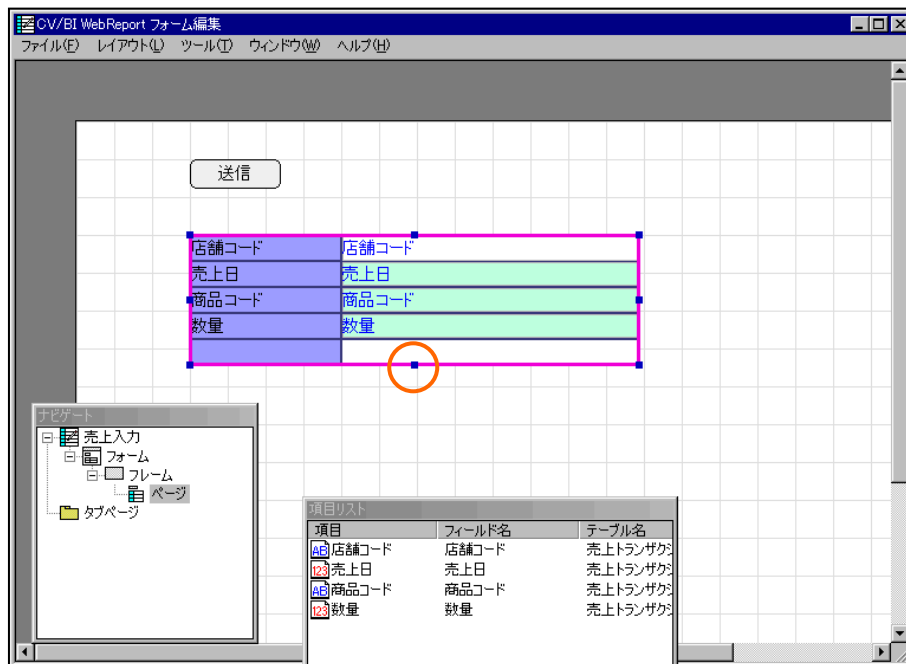 CV/BI WebReport フォーム編集
ファイル(F) レイアウト(L) ツール(T) ウィンドウ(W) ヘルプ(H)
送信
店舗コード 店舗コード
売上日 売上日
商品コード 商品コード
数量 数量
ナビゲート
売上入力
フォーム
フレーム
ページ
タブページ
項目リスト
項目 フィールド名 テーブル名
AB 店舗コード 店舗コード 売上トランザクシ
123 売上日 売上日 売上トランザクシ
AB 商品コード 商品コード 売上トランザクシ
123 数量 数量 売上トランザクシ